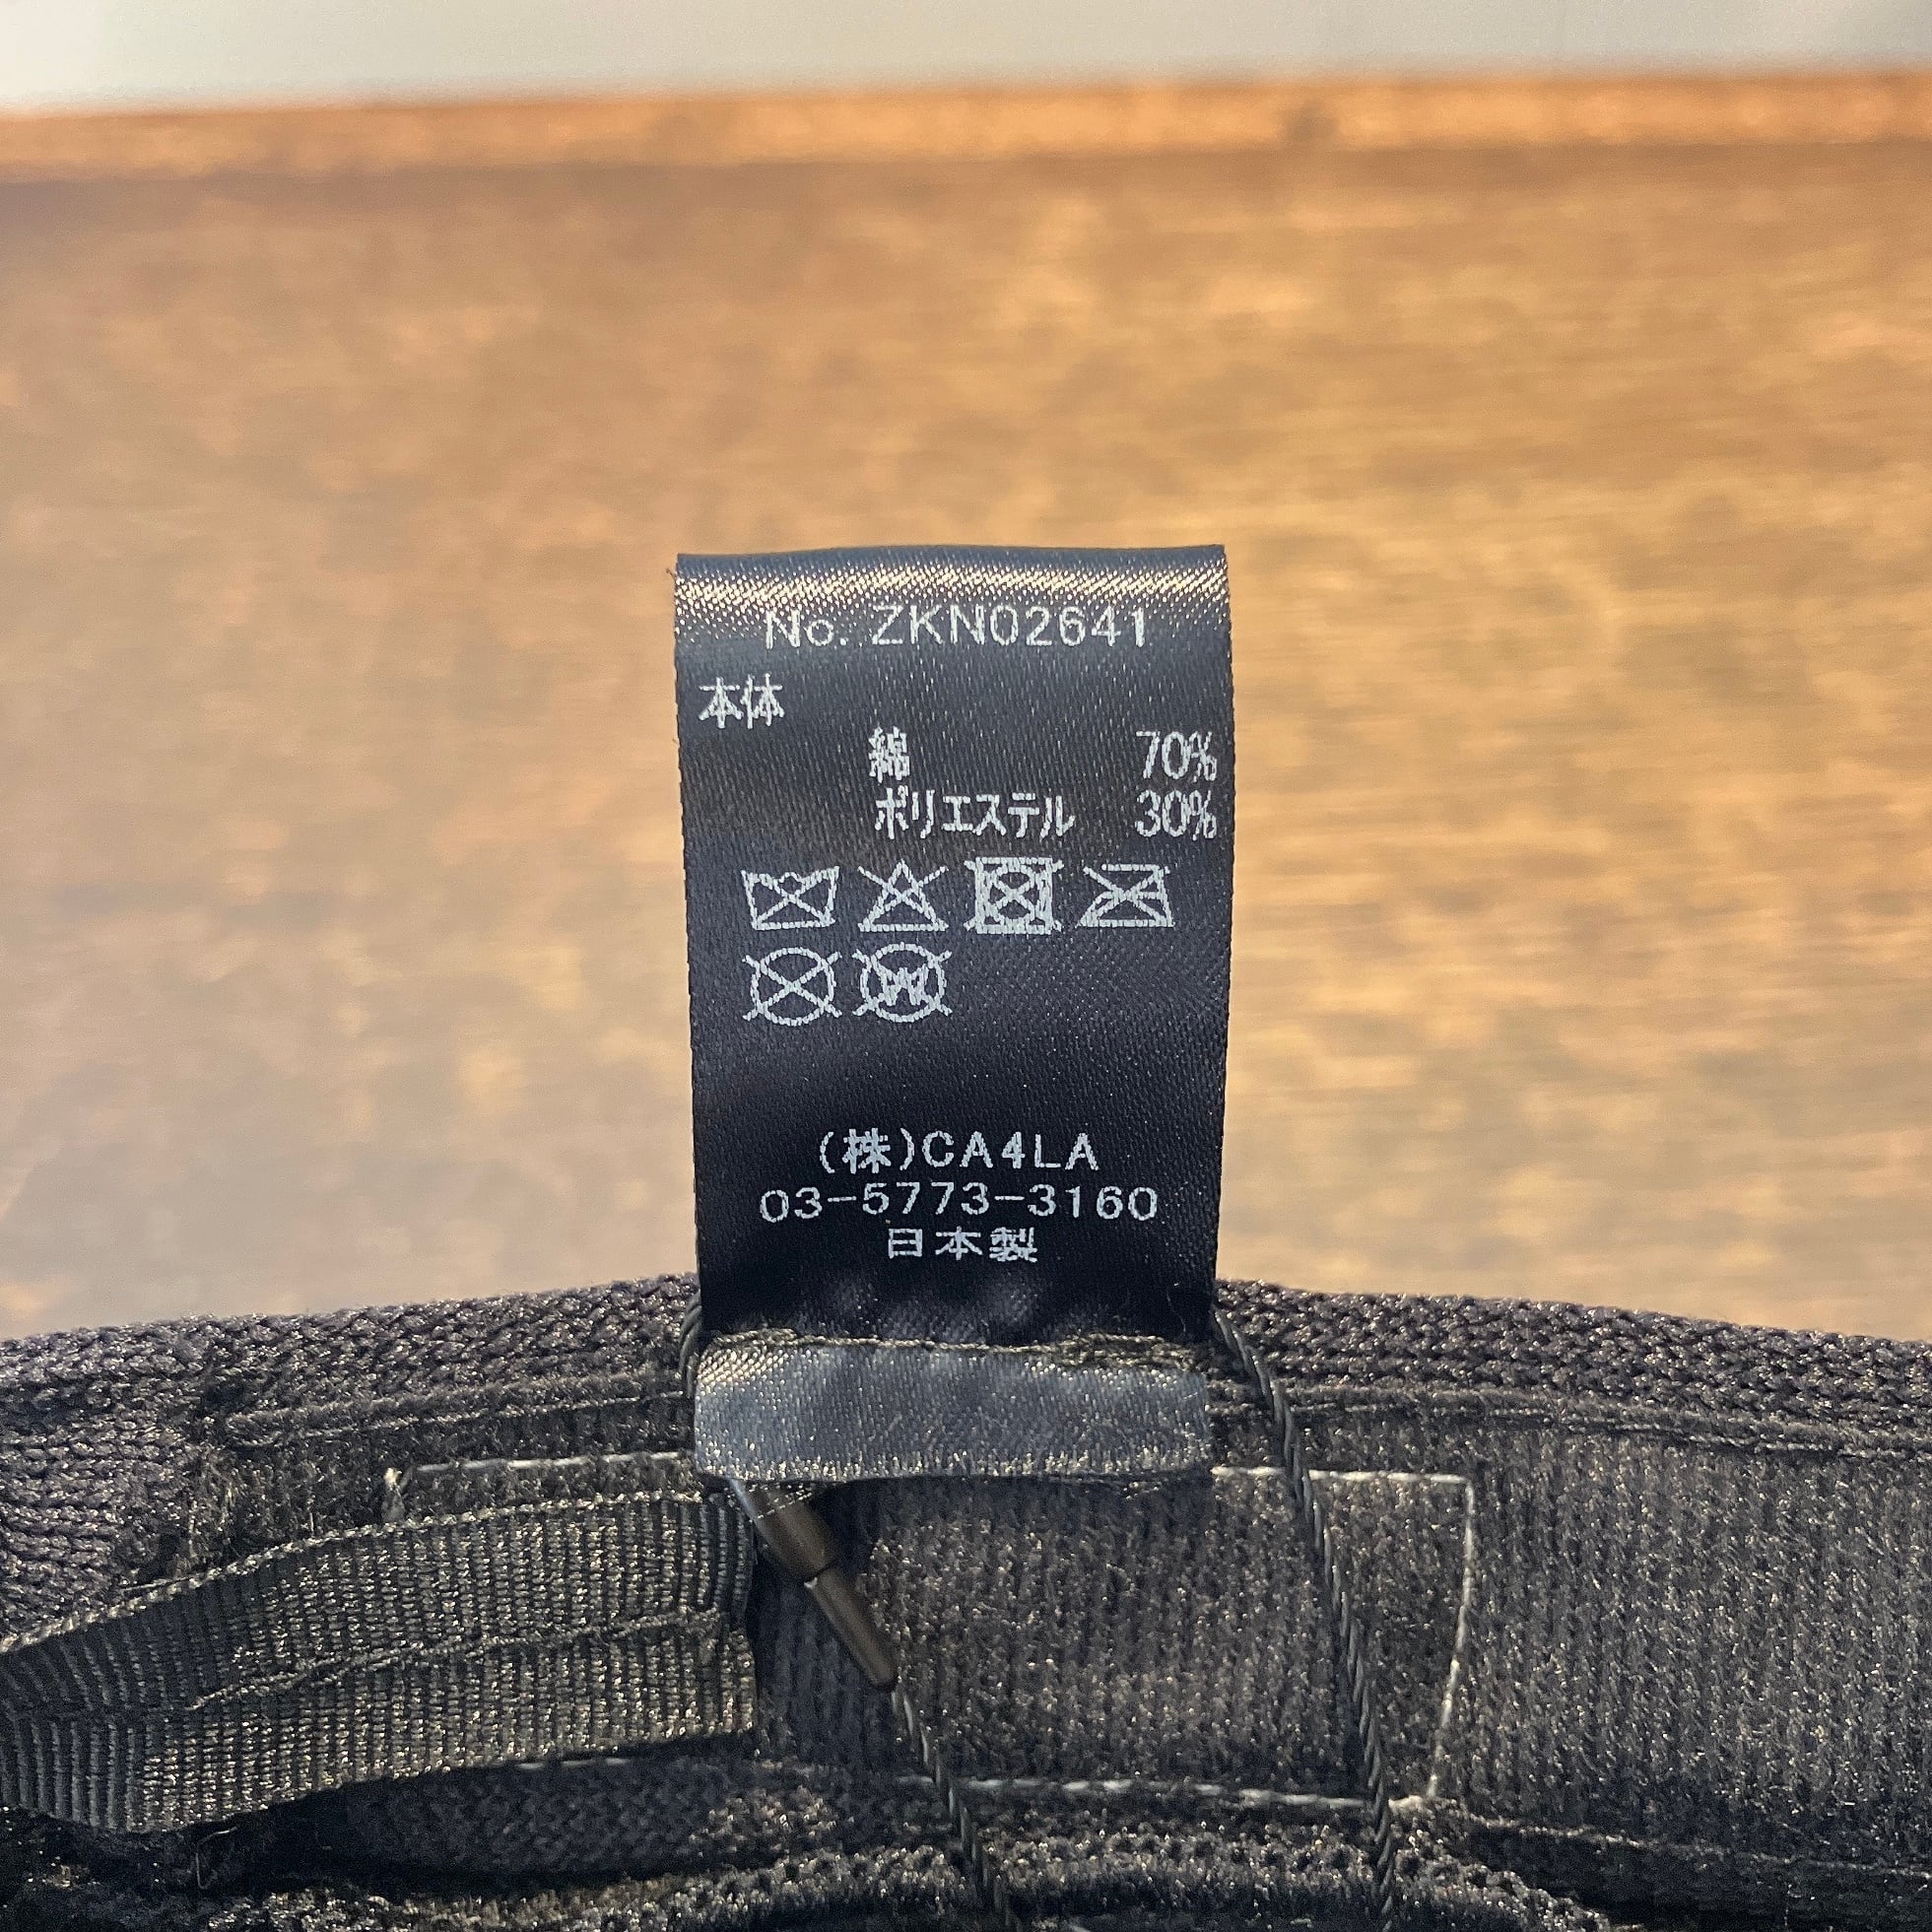 No. ZKN02641
本体
綿 70%
ポリエステル 30%
W
(株)CA4LA
03-5773-3160
日本製